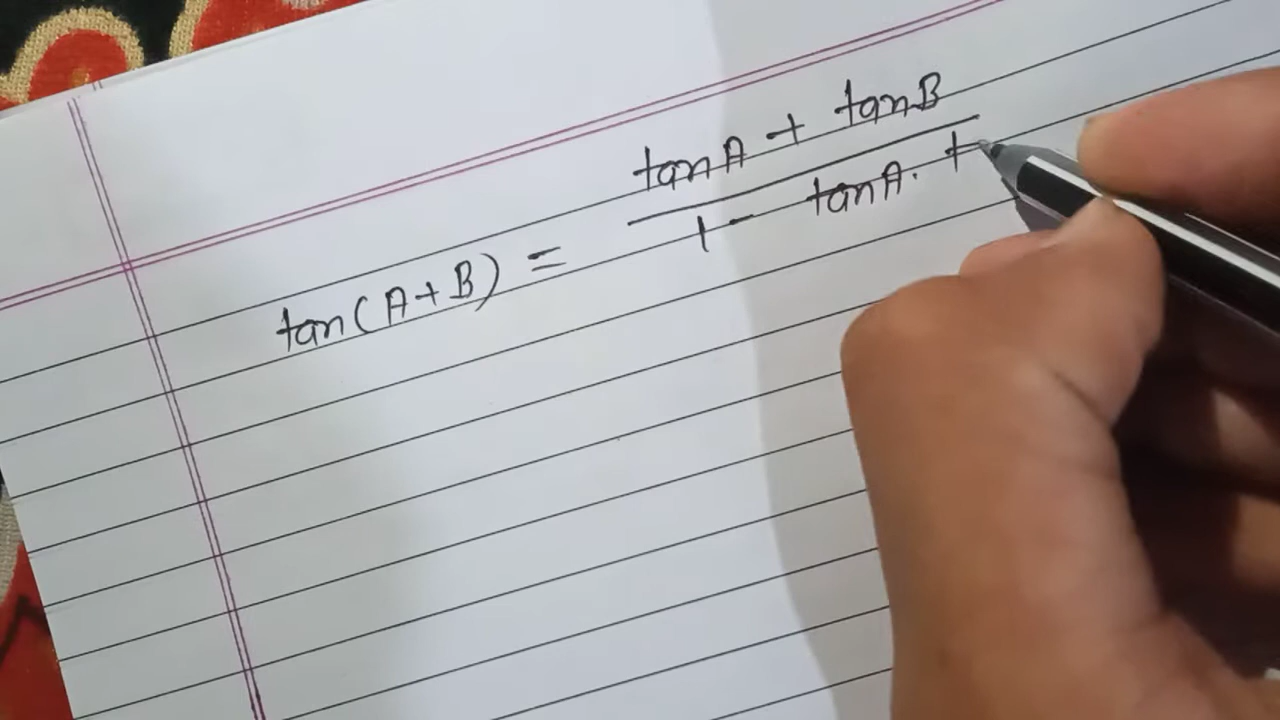 tan(A+B) = tanA + tanB
1 - tanA. t